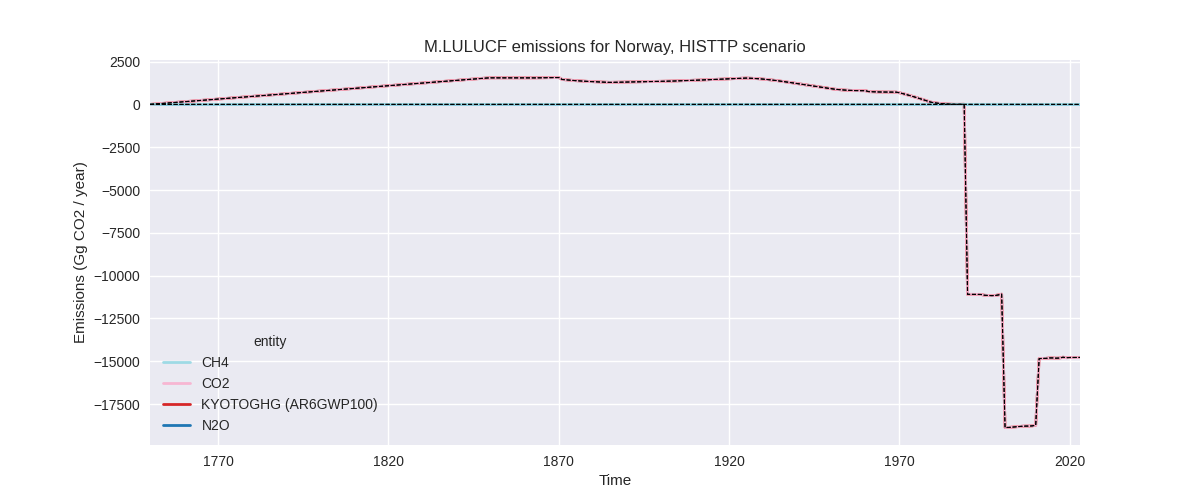 M.LULUCF emissions for Norway, HISTTP scenario
2500
0
−2500
−5000
−7500
−10000
−12500
−15000
−17500
Emissions (Gg CO2 / year)
entity
CH4
CO2
KYOTOGHG (AR6GWP100)
N2O
1770
1820
1870
1920
1970
2020
Time